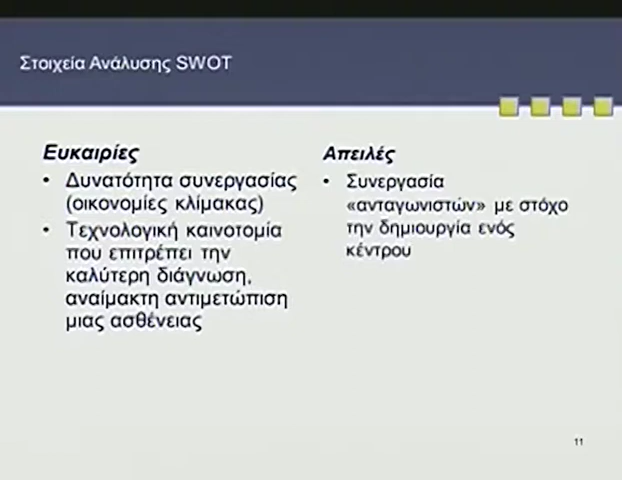 Στοιχεία Ανάλυσης SWOT
Ευκαιρίες
• Δυνατότητα συνεργασίας
(οικονομίες κλίμακας)
• Τεχνολογική καινοτομία
που επιτρέπει την
καλύτερη διάγνωση,
αναίμακτη αντιμετώπιση
μιας ασθένειας
Απειλές
• Συνεργασία
«ανταγωνιστών» με στόχο
την δημιουργία ενός
κέντρου
11